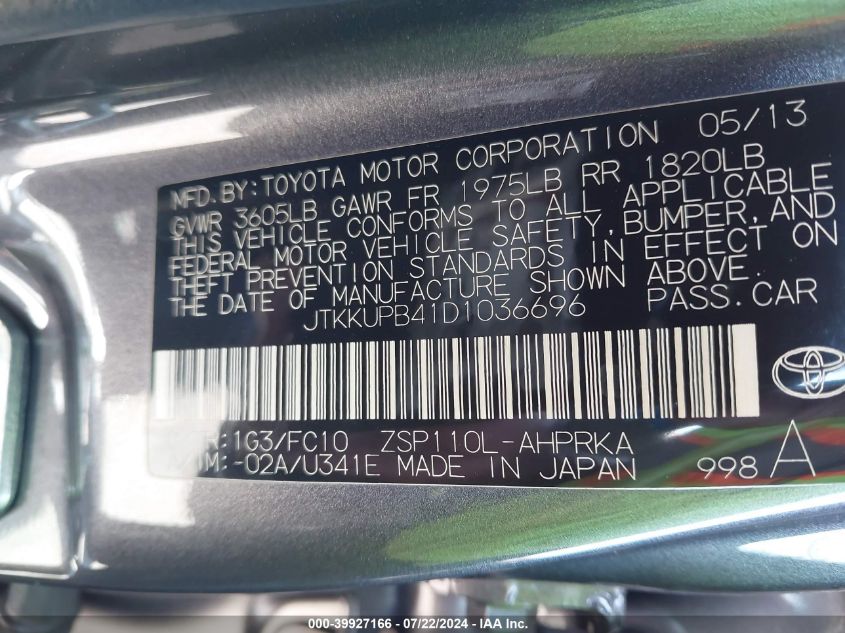 MFD.BY:TOYOTA MOTOR CORPORATION 05/13
GVWR 3605LB GAWR FR 1975LB RR 1820LB
THIS VEHICLE CONFORMS TO ALL APPLICABLE
FEDERAL MOTOR VEHICLE SAFETY,BUMPER,AND
THEFT PREVENTION STANDARDS IN EFFECT ON
THE DATE OF MANUFACTURE SHOWN ABOVE.
JTKKUPB41D1036696 PASS.CAR
TR:1G3/FC10 ZSP110L-AHPRKA
-02A/U341E MADE IN JAPAN 998 A
000-39927166 - 07/22/2024 - IAA Inc.